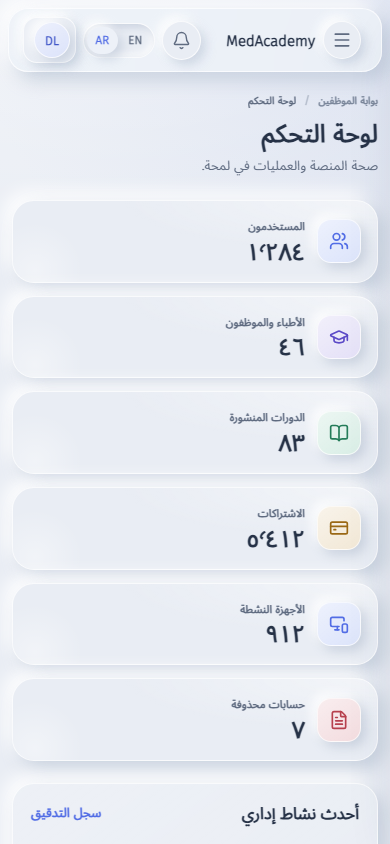 MedAcademy EN AR DL
بوابة الموظفين / لوحة التحكم
لوحة التحكم
صحة المنصة والعمليات في لمحة.
المستخدمون
١٬٢٨٤
الأطباء والموظفون
٤٦
الدورات المنشورة
٨٣
الاشتراكات
٥٬٤١٢
الأجهزة النشطة
٩١٢
حسابات محذوفة
٧
أحدث نشاط إداري سجل التدقيق